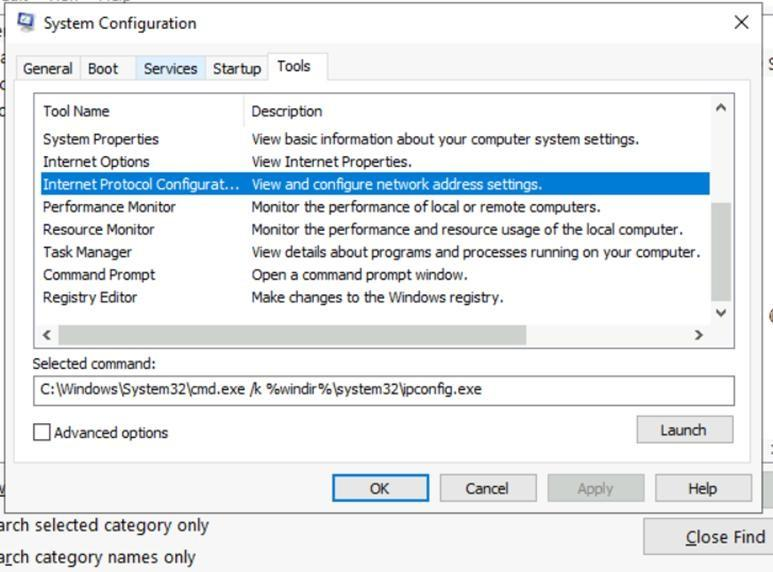 System Configuration
General Boot Services Startup Tools
Tool Name Description
System Properties View basic information about your computer system settings.
Internet Options View Internet Properties.
Internet Protocol Configurat... View and configure network address settings.
Performance Monitor Monitor the performance of local or remote computers.
Resource Monitor Monitor the performance and resource usage of the local computer.
Task Manager View details about programs and processes running on your computer.
Command Prompt Open a command prompt window.
Registry Editor Make changes to the Windows registry.
Selected command:
C:\Windows\System32\cmd.exe /k %windir%\system32\ipconfig.exe
Advanced options Launch
OK Cancel Apply Help
arch selected category only
Close Find
arch category names only